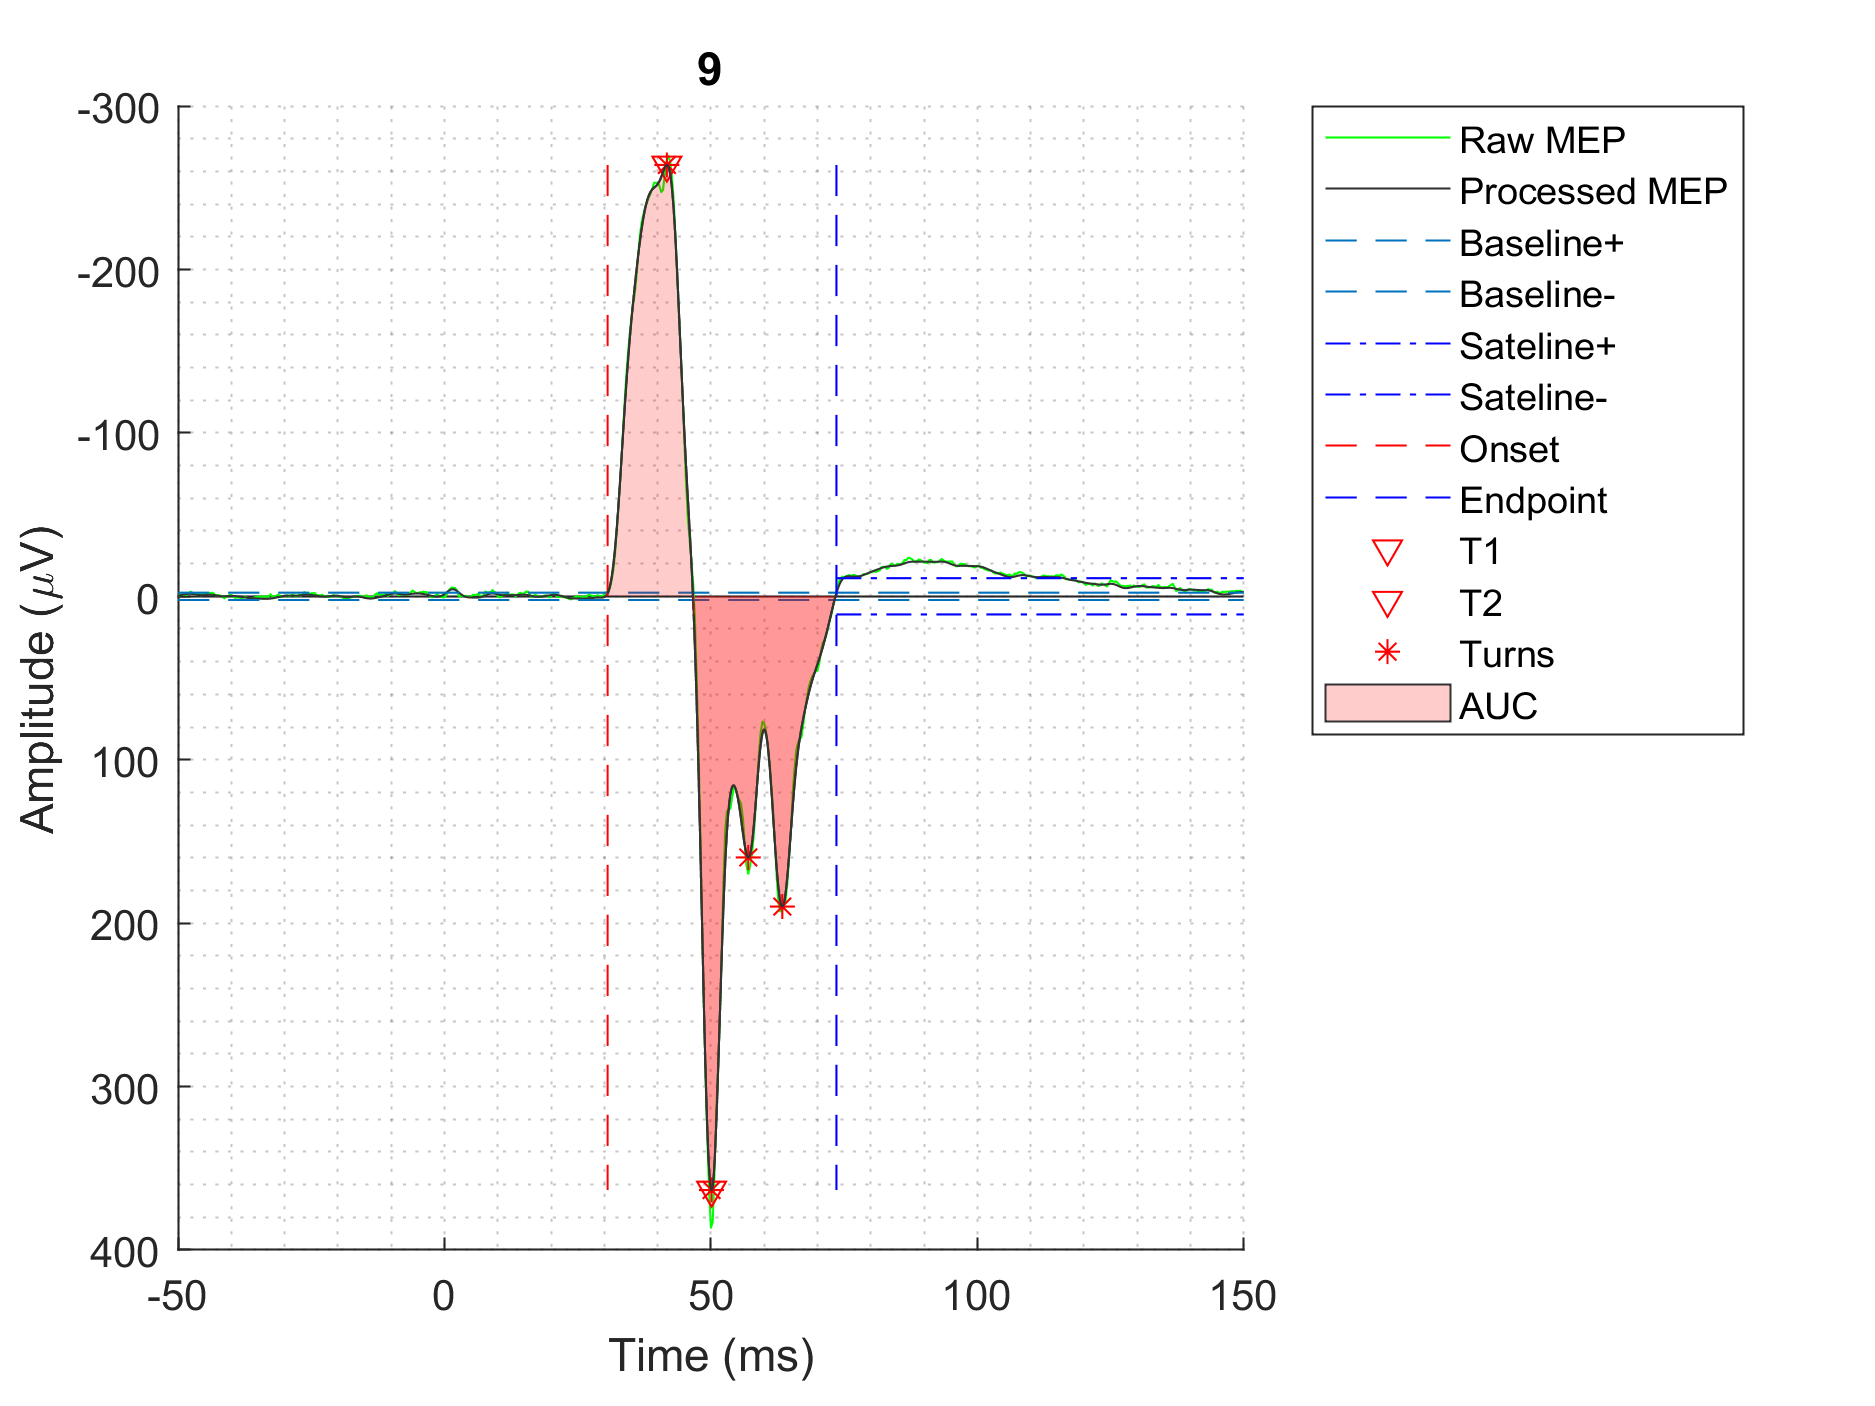 9
-300
-200
-100
0
100
200
300
400
-50
0
50
100
150
Time (ms)
Amplitude (μV)
Raw MEP
Processed MEP
Baseline+
Baseline-
Sateline+
Sateline-
Onset
Endpoint
T1
T2
Turns
AUC